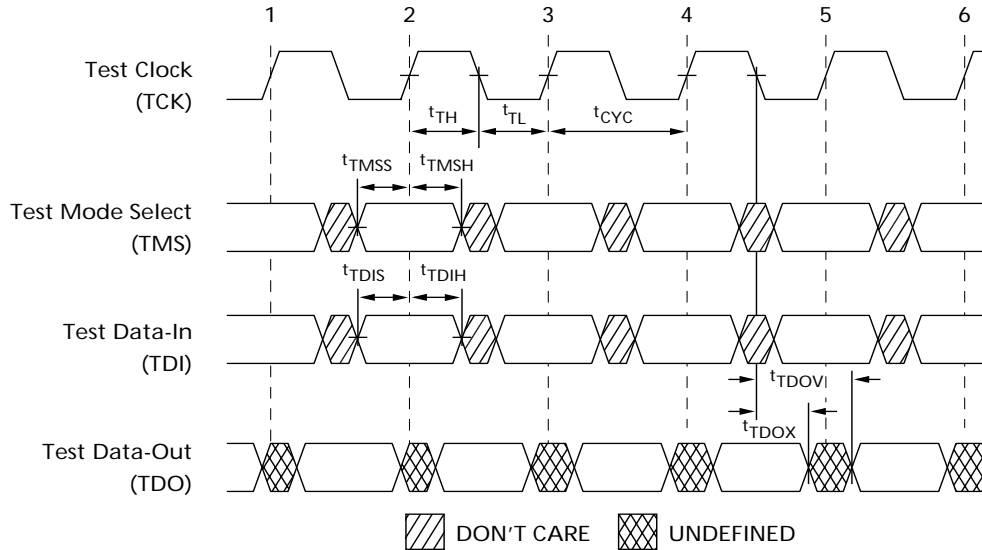 1 2 3 4 5 6
Test Clock
(TCK)
tTH tTL tCYC
tTMSS tTMSH
Test Mode Select
(TMS)
tTDIS tTDIH
Test Data-In
(TDI)
tTDOV
tTDOX
Test Data-Out
(TDO)
DON'T CARE UNDEFINED